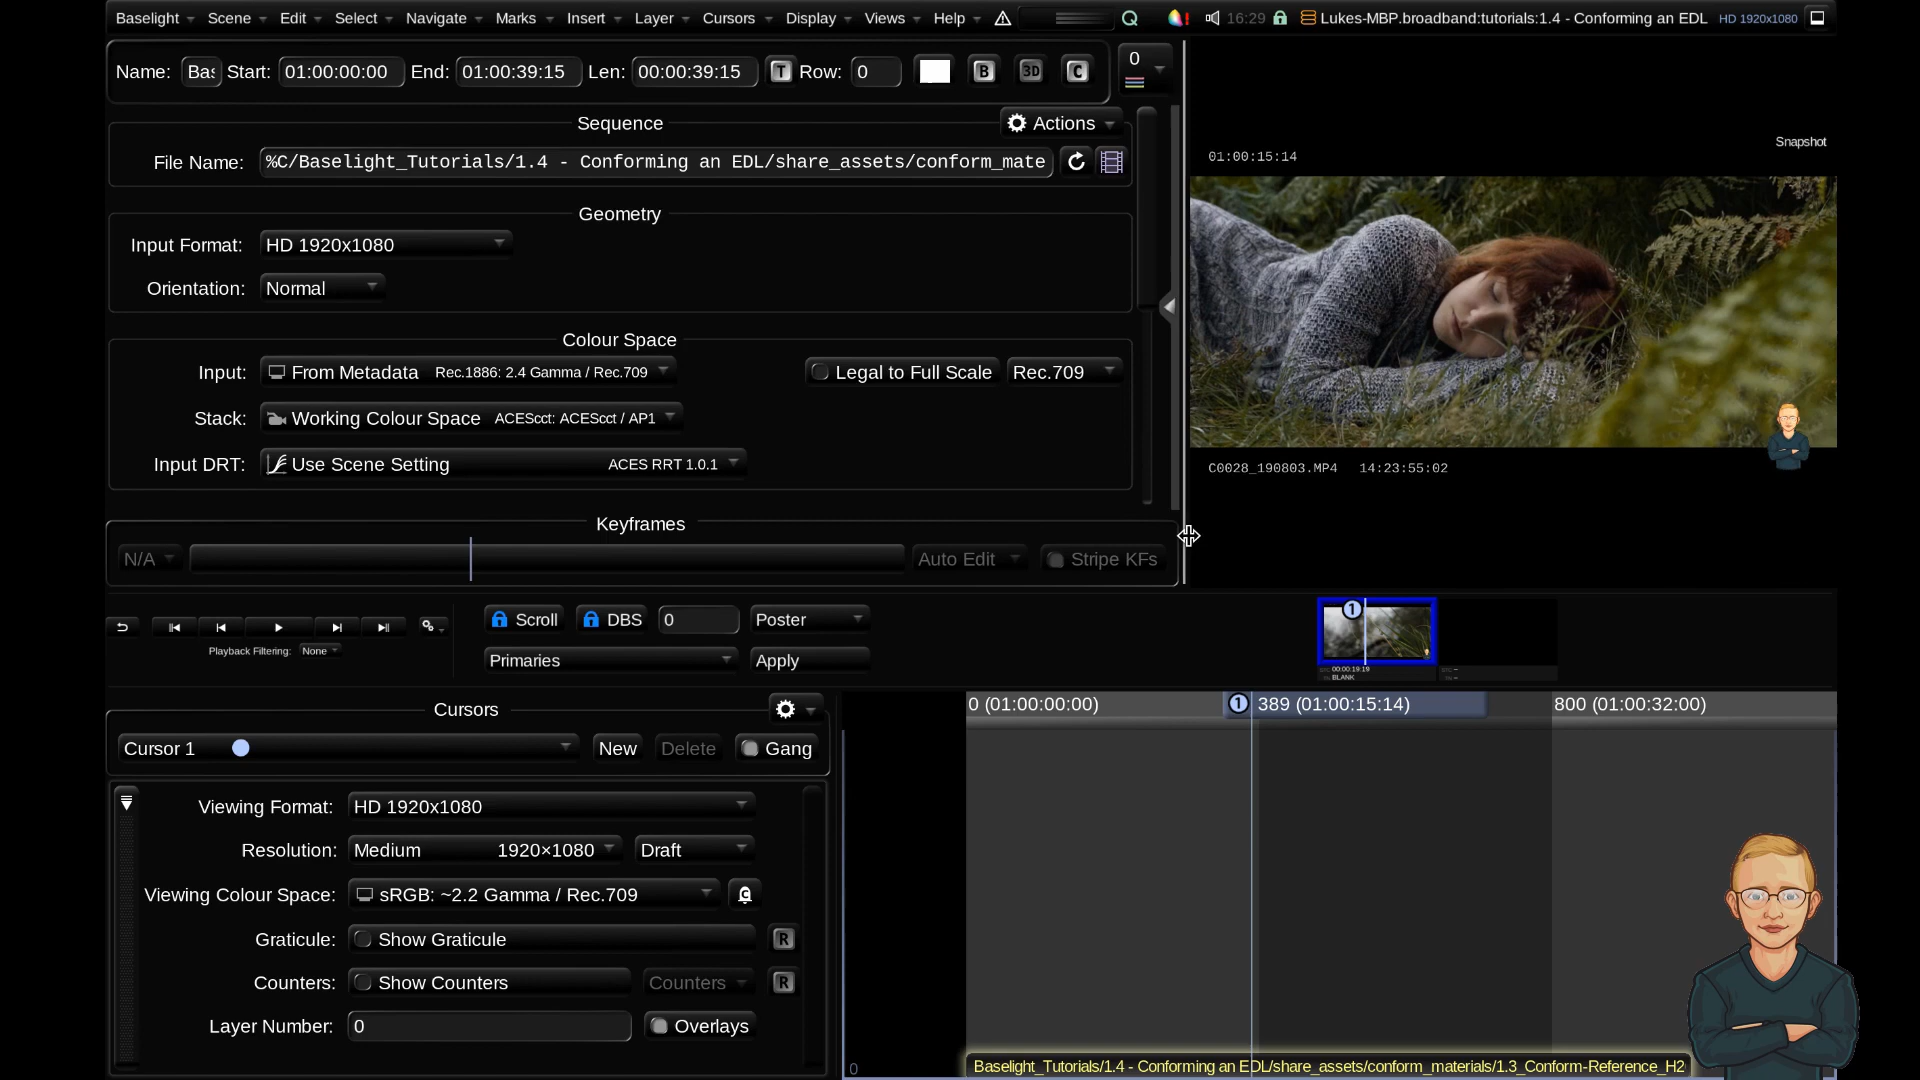 Baselight Scene Edit Select Navigate Marks Insert Layer Cursors Display Views Help 16:29 Lukes-MBP.broadband:tutorials:1.4 - Conforming an EDL HD 1920x1080
Name: Bas Start: 01:00:00:00 End: 01:00:39:15 Len: 00:00:39:15 T Row: 0 B 3D C 0
Sequence Actions
File Name: %C/Baselight_Tutorials/1.4 - Conforming an EDL/share_assets/conform_mate
Geometry
Input Format: HD 1920x1080
Orientation: Normal
Colour Space
Input: From Metadata Rec.1886: 2.4 Gamma / Rec.709 Legal to Full Scale Rec.709
Stack: Working Colour Space ACEScct: ACEScct / AP1
Input DRT: Use Scene Setting ACES RRT 1.0.1
Keyframes
N/A Auto Edit Stripe KFs
Snapshot
01:00:15:14
C0028_190803.MP4 14:23:55:02
Scroll DBS 0 Poster
Playback Filtering: None
Primaries Apply
1
00:00:19:19
BLANK
Cursors
Cursor 1 New Delete Gang
Viewing Format: HD 1920x1080
Resolution: Medium 1920×1080 Draft
Viewing Colour Space: sRGB: ~2.2 Gamma / Rec.709
Graticule: Show Graticule R
Counters: Show Counters Counters R
Layer Number: 0 Overlays
0 (01:00:00:00) 1 389 (01:00:15:14) 800 (01:00:32:00)
0
Baselight_Tutorials/1.4 - Conforming an EDL/share_assets/conform_materials/1.3_Conform-Reference_H2